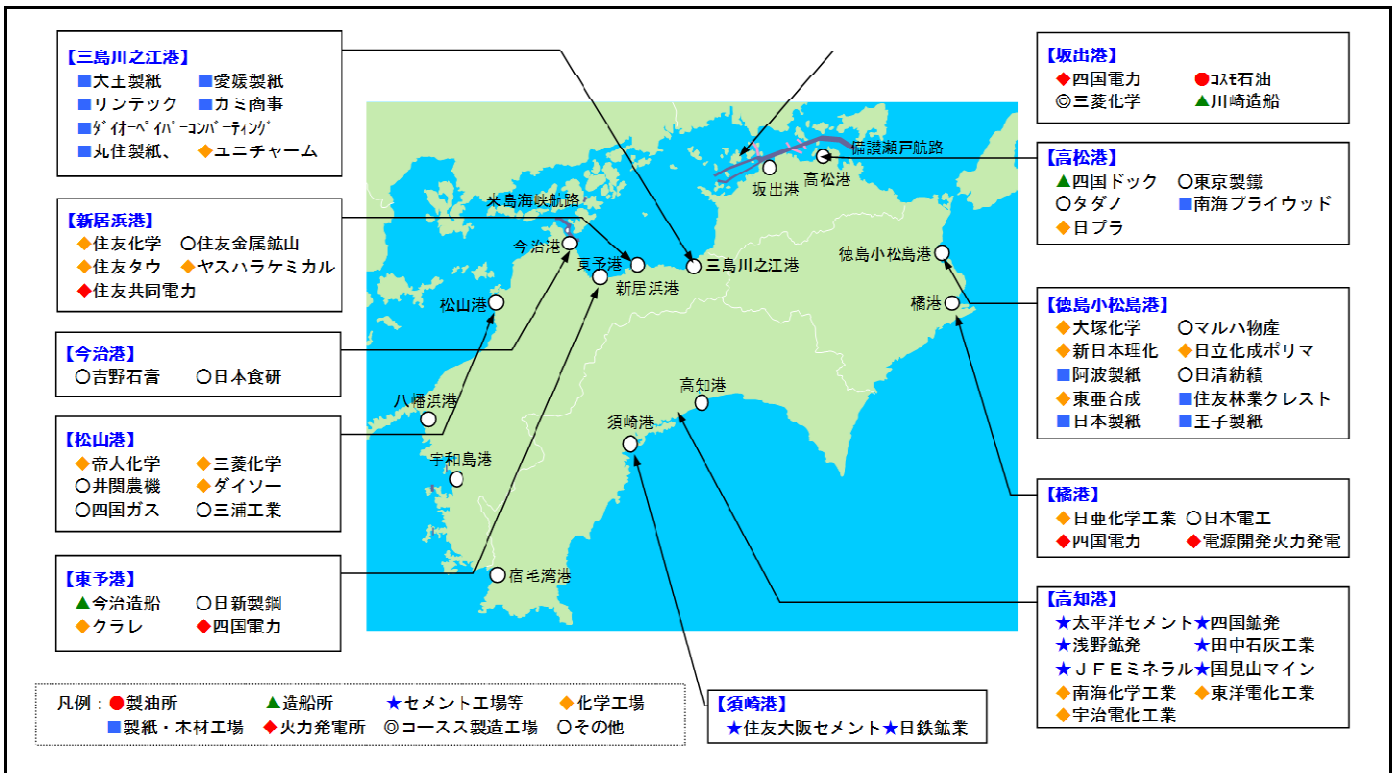 【三島川之江港】
■大王製紙 ■愛媛製紙
■リンテック ■カミ商事
■ﾀﾞｲｵｰﾍﾟｲﾊﾟｰｺﾝﾊﾞｰﾃｨﾝｸﾞ
■丸住製紙、 ◆ユニチャーム
【新居浜港】
◆住友化学 ○住友金属鉱山
◆住友タウ ◆ヤスハラケミカル
◆住友共同電力
【今治港】
○吉野石膏 ○日本食研
【松山港】
◆帝人化学 ◆三菱化学
○井関農機 ◆ダイソー
○四国ガス ○三浦工業
【東予港】
▲今治造船 ○日新製鋼
◆クラレ ◆四国電力
備讃瀬戸航路
坂出港
高松港
来島海峡航路
今治港
東予港
新居浜港
三島川之江港
徳島小松島港
松山港
橘港
八幡浜港
高知港
須崎港
宇和島港
宿毛湾港
【坂出港】
◆四国電力 ●ｺｽﾓ石油
◎三菱化学 ▲川崎造船
【高松港】
▲四国ドック ○東京製鐵
○タダノ ■南海プライウッド
◆日プラ
【徳島小松島港】
◆大塚化学 ○マルハ物産
◆新日本理化 ◆日立化成ポリマ
■阿波製紙 ○日清紡績
◆東亜合成 ■住友林業クレスト
■日本製紙 ■王子製紙
【橘港】
◆日亜化学工業 ○日本電工
◆四国電力 ◆電源開発火力発電
【高知港】
★太平洋セメント★四国鉱発
★浅野鉱発 ★田中石灰工業
★ＪＦＥミネラル★国見山マイン
◆南海化学工業 ◆東洋電化工業
◆宇治電化工業
【須崎港】
★住友大阪セメント★日鉄鉱業
凡例：●製油所 ▲造船所 ★セメント工場等 ◆化学工場
■製紙・木材工場 ◆火力発電所 ◎コースス製造工場 ○その他